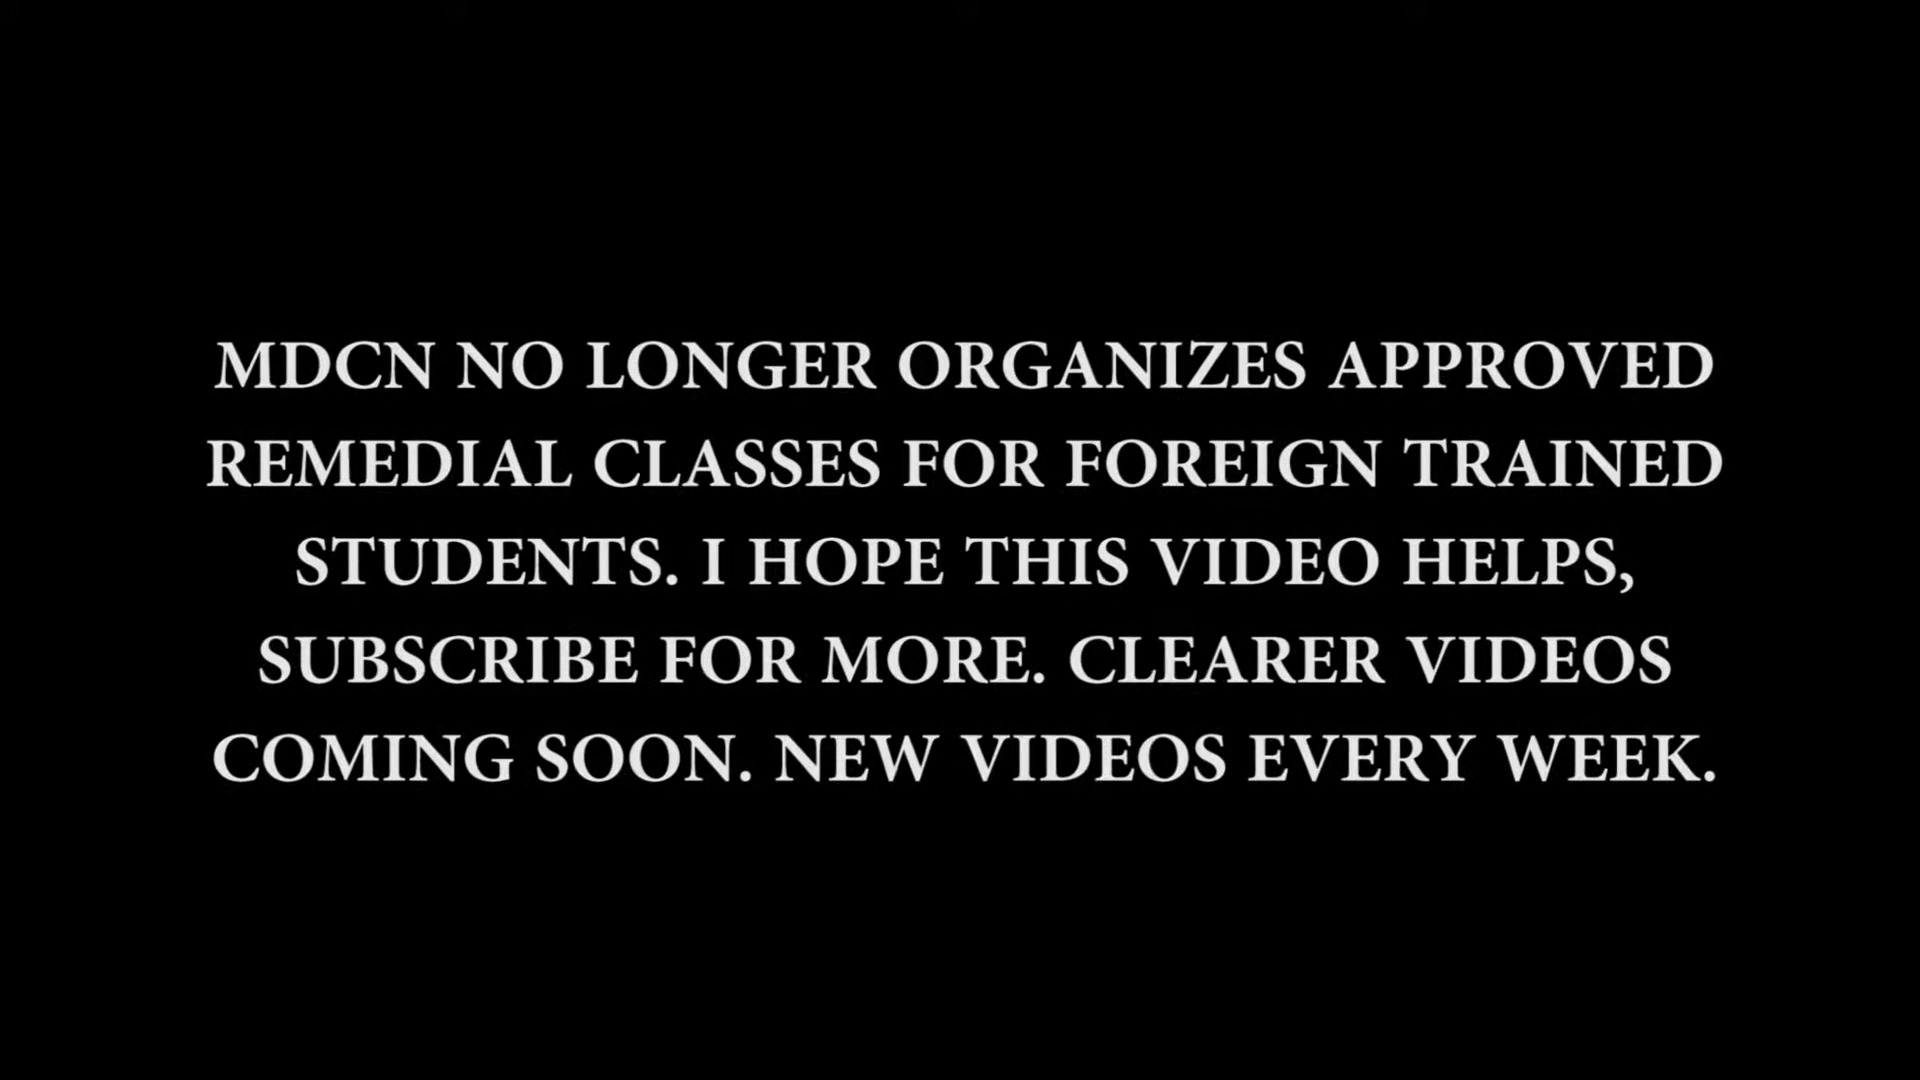 MDCN NO LONGER ORGANIZES APPROVED
REMEDIAL CLASSES FOR FOREIGN TRAINED
STUDENTS. I HOPE THIS VIDEO HELPS,
SUBSCRIBE FOR MORE. CLEARER VIDEOS
COMING SOON. NEW VIDEOS EVERY WEEK.